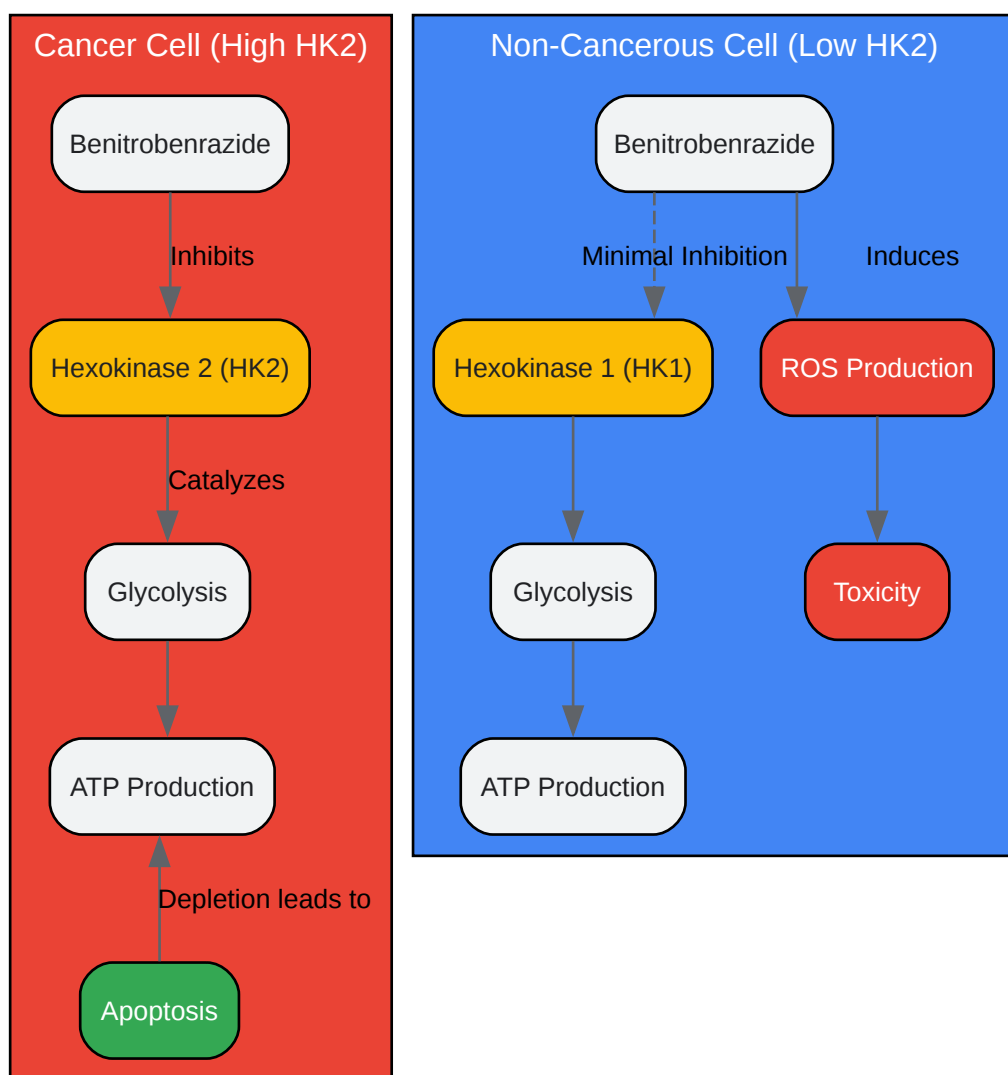 Cancer Cell (High HK2)
Benitrobenrazide
Inhibits
Hexokinase 2 (HK2)
Catalyzes
Glycolysis
ATP Production
Depletion leads to
Apoptosis
Non-Cancerous Cell (Low HK2)
Benitrobenrazide
Minimal Inhibition
Induces
Hexokinase 1 (HK1)
ROS Production
Glycolysis
Toxicity
ATP Production